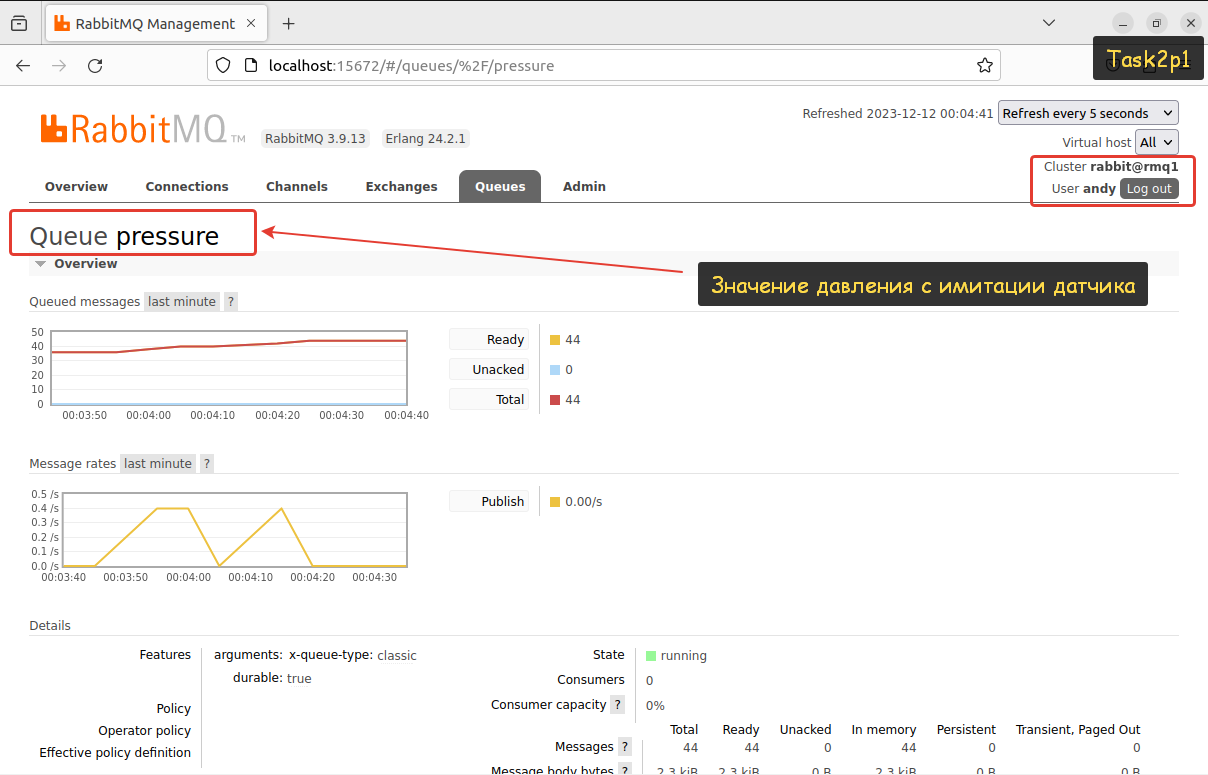 RabbitMQ Management
localhost:15672/#/queues/%2F/pressure
Task2p1
RabbitMQ TM
RabbitMQ 3.9.13
Erlang 24.2.1
Refreshed 2023-12-12 00:04:41
Refresh every 5 seconds
Virtual host All
Cluster rabbit@rmq1
User andy Log out
Overview Connections Channels Exchanges Queues Admin
Queue pressure
Overview
Значение давления с имитации датчика
Queued messages last minute ?
50
40
30
20
10
0
00:03:50 00:04:00 00:04:10 00:04:20 00:04:30 00:04:40
Ready 44
Unacked 0
Total 44
Message rates last minute ?
0.5 /s
0.4 /s
0.3 /s
0.2 /s
0.1 /s
0.0 /s
00:03:40 00:03:50 00:04:00 00:04:10 00:04:20 00:04:30
Publish 0.00/s
Details
Features arguments: x-queue-type: classic
durable: true
Policy
Operator policy
Effective policy definition
State running
Consumers 0
Consumer capacity ? 0%
Total Ready Unacked In memory Persistent Transient, Paged Out
Messages ? 44 44 0 44 0 0
Message body bytes ? 2.3 kiB 2.3 kiB 0 B 2.3 kiB 0 B 0 B